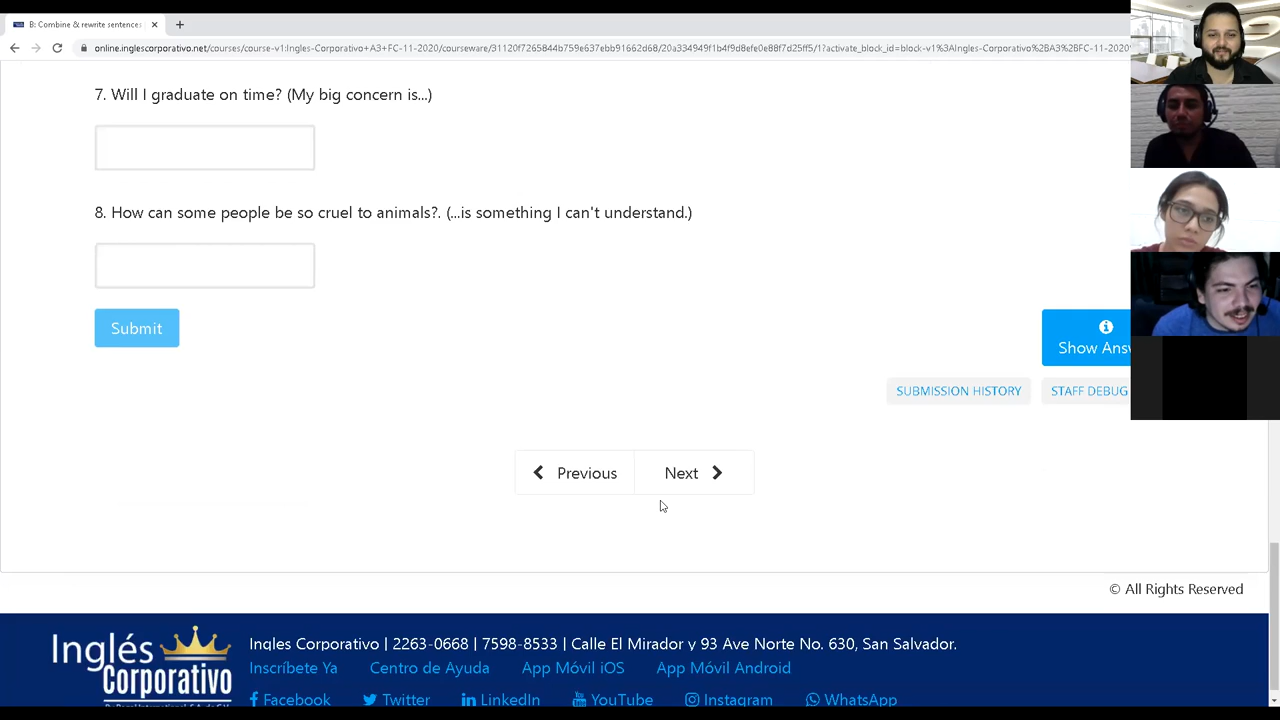 B: Combine & rewrite sentences
online.inglescorporativo.net/courses/course-v1:Ingles-Corporativo+A3+FC-11-2020/courseware/31120f7265844b759e637ebb91662d68/20a334949f1b4f9d8efe0e88f7d25ff5/1?activate_block_id=block-v1%3AIngles-Corporativo%2BA3%2BFC-11-2020%
7. Will I graduate on time? (My big concern is...)
8. How can some people be so cruel to animals?. (...is something I can't understand.)
Submit
Show Ans
SUBMISSION HISTORY
STAFF DEBUG
Previous
Next
© All Rights Reserved
Inglés
Corporativo
Ingles Corporativo | 2263-0668 | 7598-8533 | Calle El Mirador y 93 Ave Norte No. 630, San Salvador.
Inscríbete Ya Centro de Ayuda App Móvil iOS App Móvil Android
Facebook Twitter LinkedIn YouTube Instagram WhatsApp